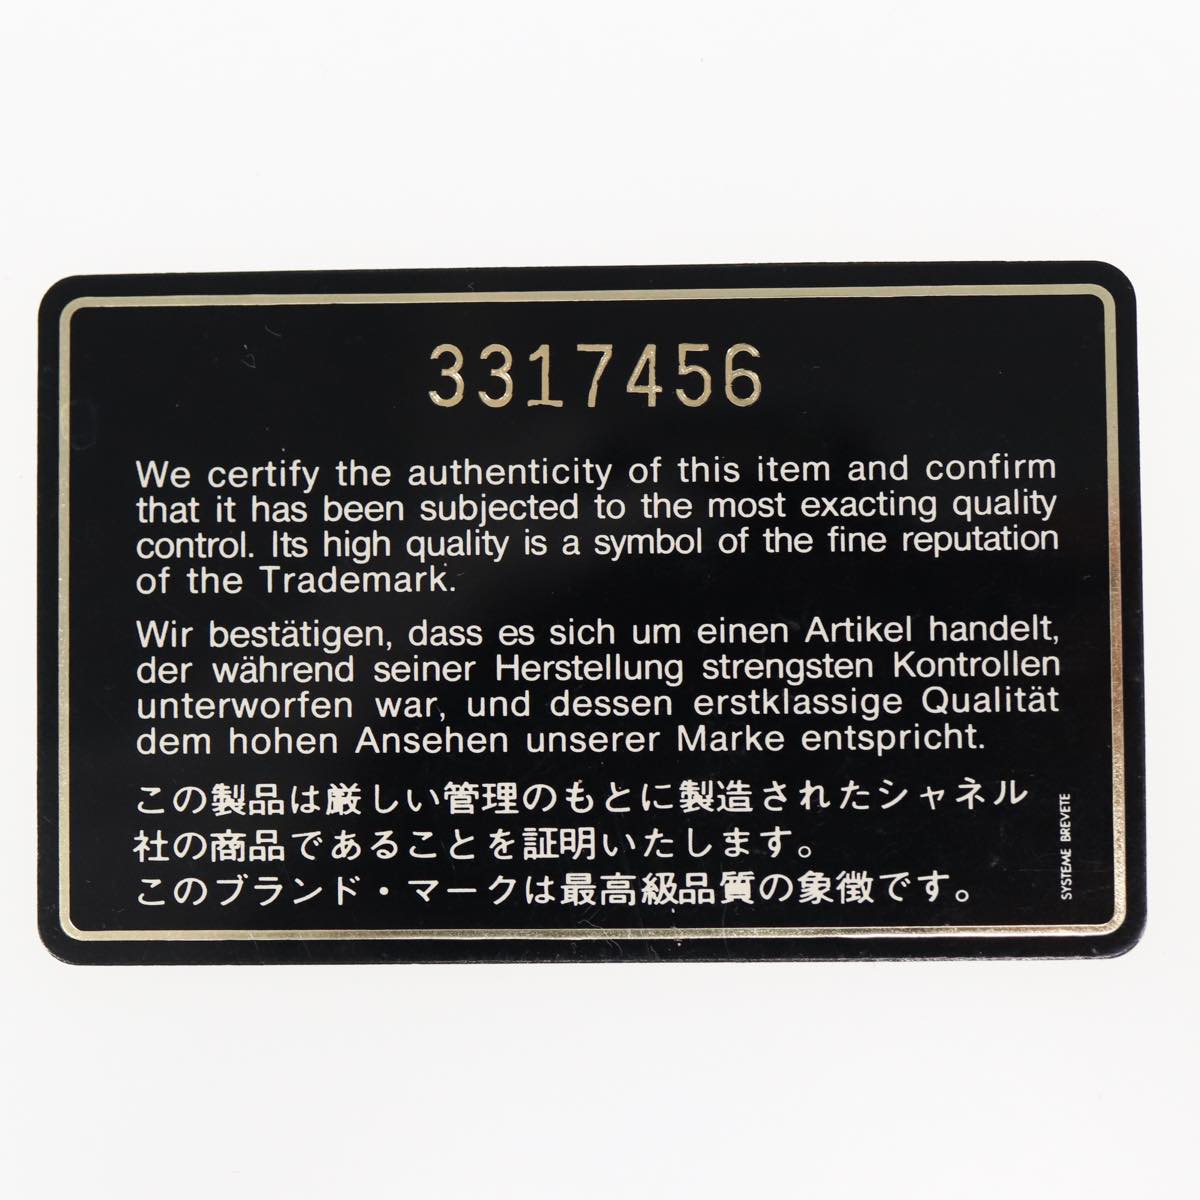 3317456
We certify the authenticity of this item and confirm
that it has been subjected to the most exacting quality
control. Its high quality is a symbol of the fine reputation
of the Trademark.
Wir bestätigen, dass es sich um einen Artikel handelt,
der während seiner Herstellung strengsten Kontrollen
unterworfen war, und dessen erstklassige Qualität
dem hohen Ansehen unserer Marke entspricht.
この製品は厳しい管理のもとに製造されたシャネル
社の商品であることを証明いたします。
このブランド・マークは最高級品質の象徴です。
SYSTEME BREVETE